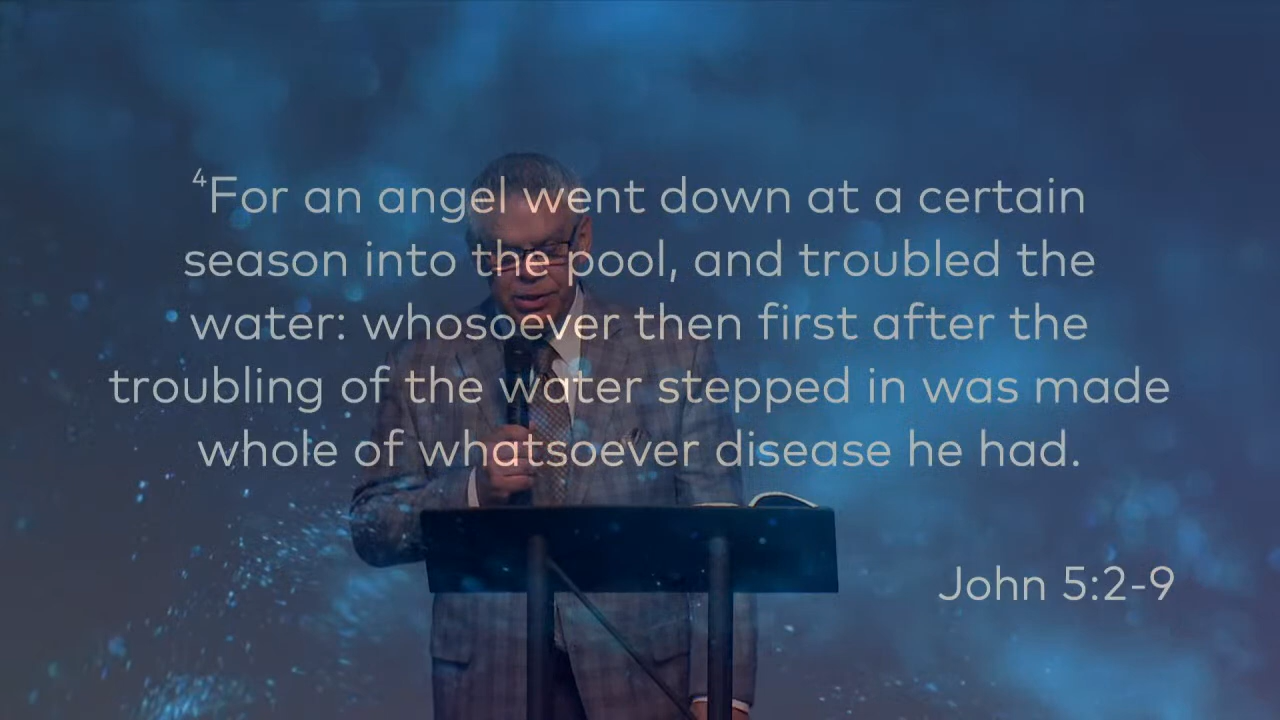 ⁴For an angel went down at a certain
season into the pool, and troubled the
water: whosoever then first after the
troubling of the water stepped in was made
whole of whatsoever disease he had.
John 5:2-9